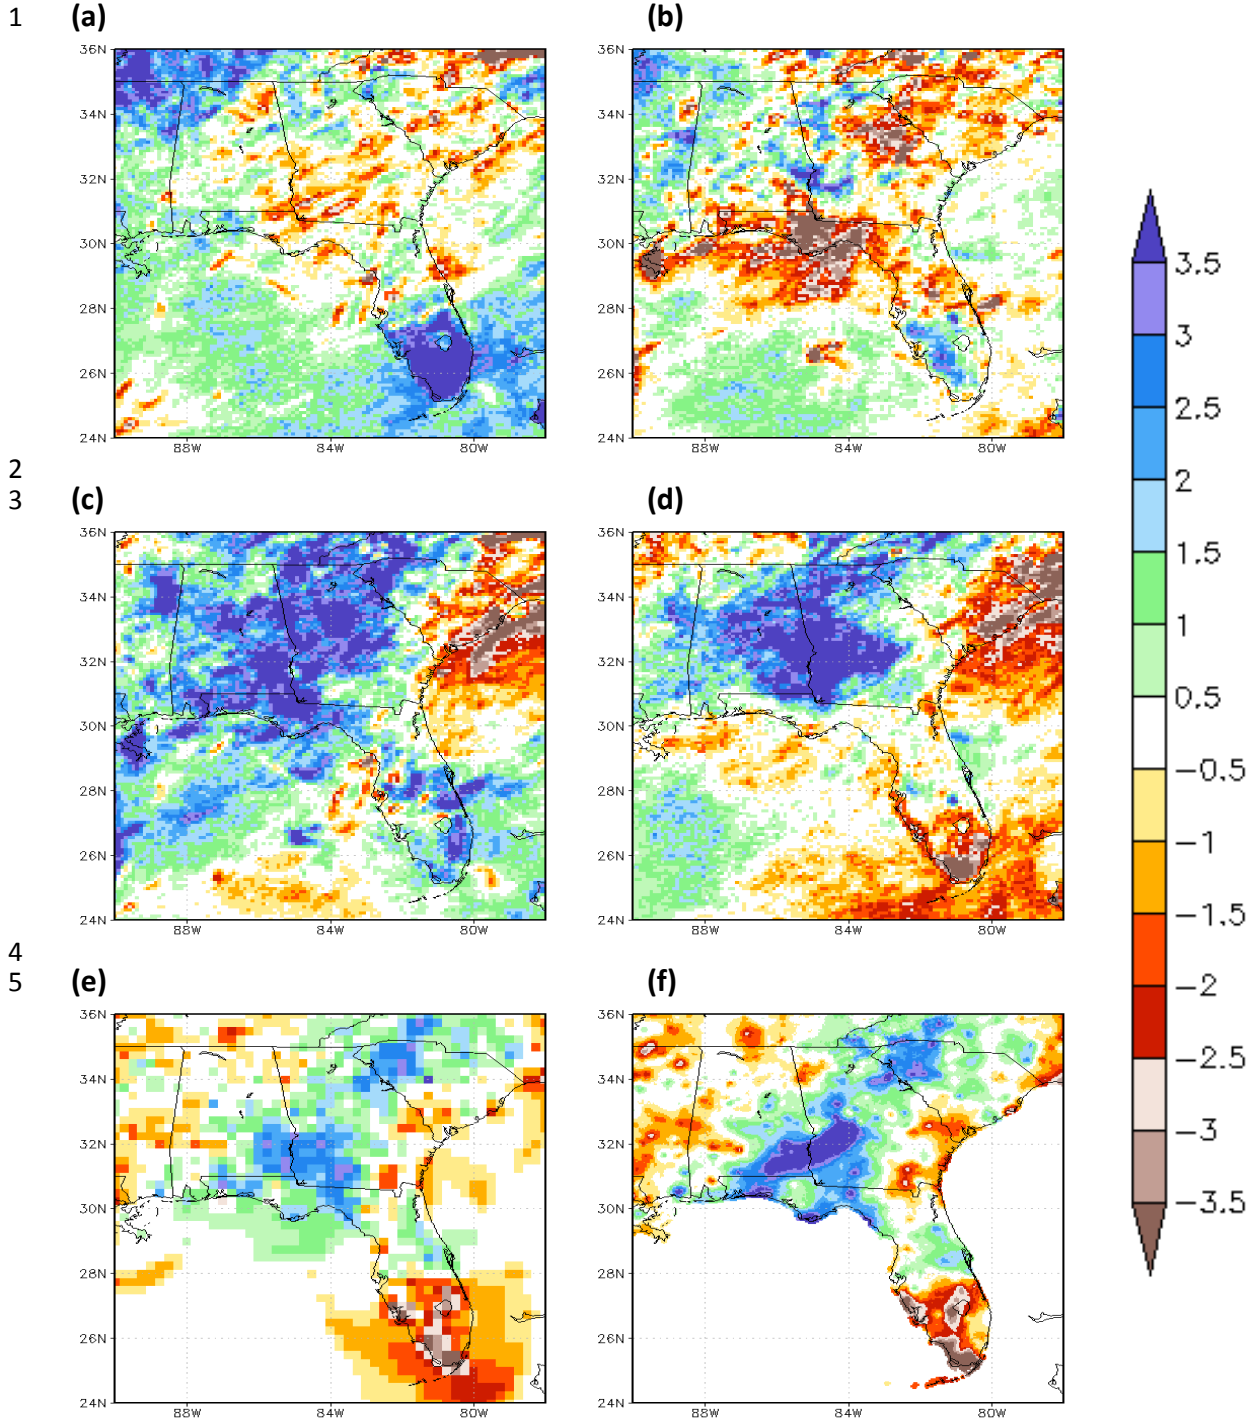 1 (a) (b)
36N 36N
34N 34N
32N 32N
30N 30N
28N 28N
26N 26N
24N 24N
88W 84W 80W 88W 84W 80W
2
3 (c) (d)
36N 36N
34N 34N
32N 32N
30N 30N
28N 28N
26N 26N
24N 24N
88W 84W 80W 88W 84W 80W
4
5 (e) (f)
36N 36N
34N 34N
32N 32N
30N 30N
28N 28N
26N 26N
24N 24N
88W 84W 80W 88W 84W 80W
3.5
3
2.5
2
1.5
1
0.5
−0.5
−1
−1.5
−2
−2.5
−3
−3.5